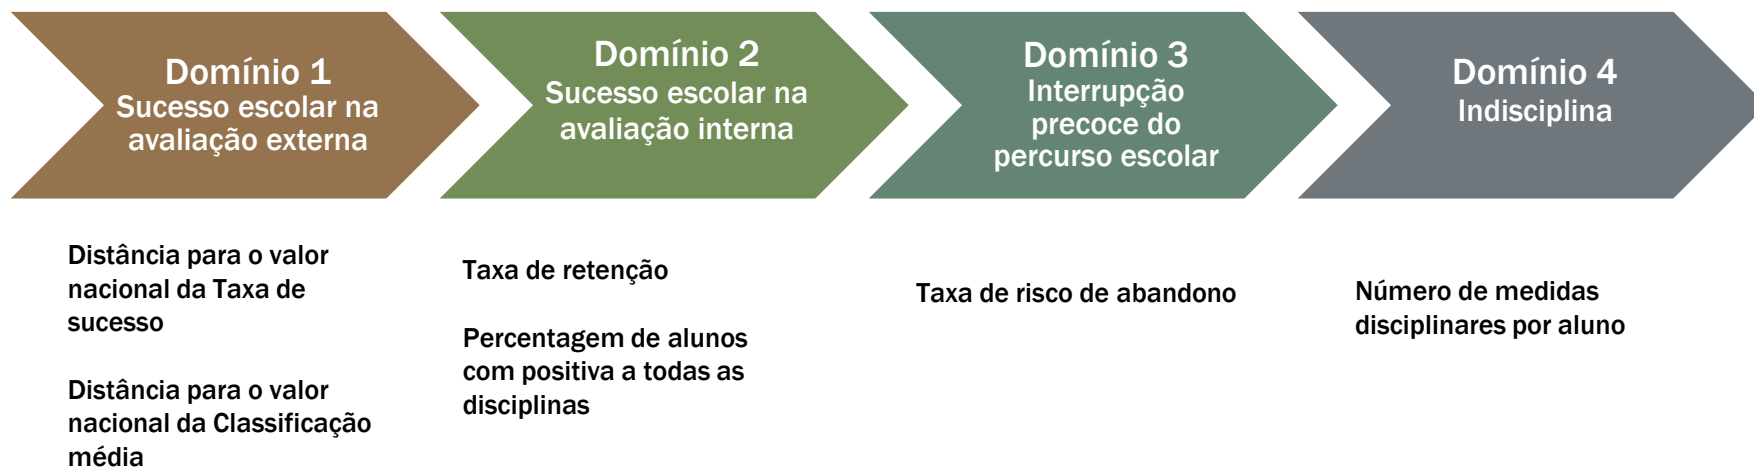 Domínio 1
Sucesso escolar na
avaliação externa
Domínio 2
Sucesso escolar na
avaliação interna
Domínio 3
Interrupção
precoce do
percurso escolar
Domínio 4
Indisciplina
Distância para o valor
nacional da Taxa de
sucesso
Distância para o valor
nacional da Classificação
média
Taxa de retenção
Percentagem de alunos
com positiva a todas as
disciplinas
Taxa de risco de abandono
Número de medidas
disciplinares por aluno